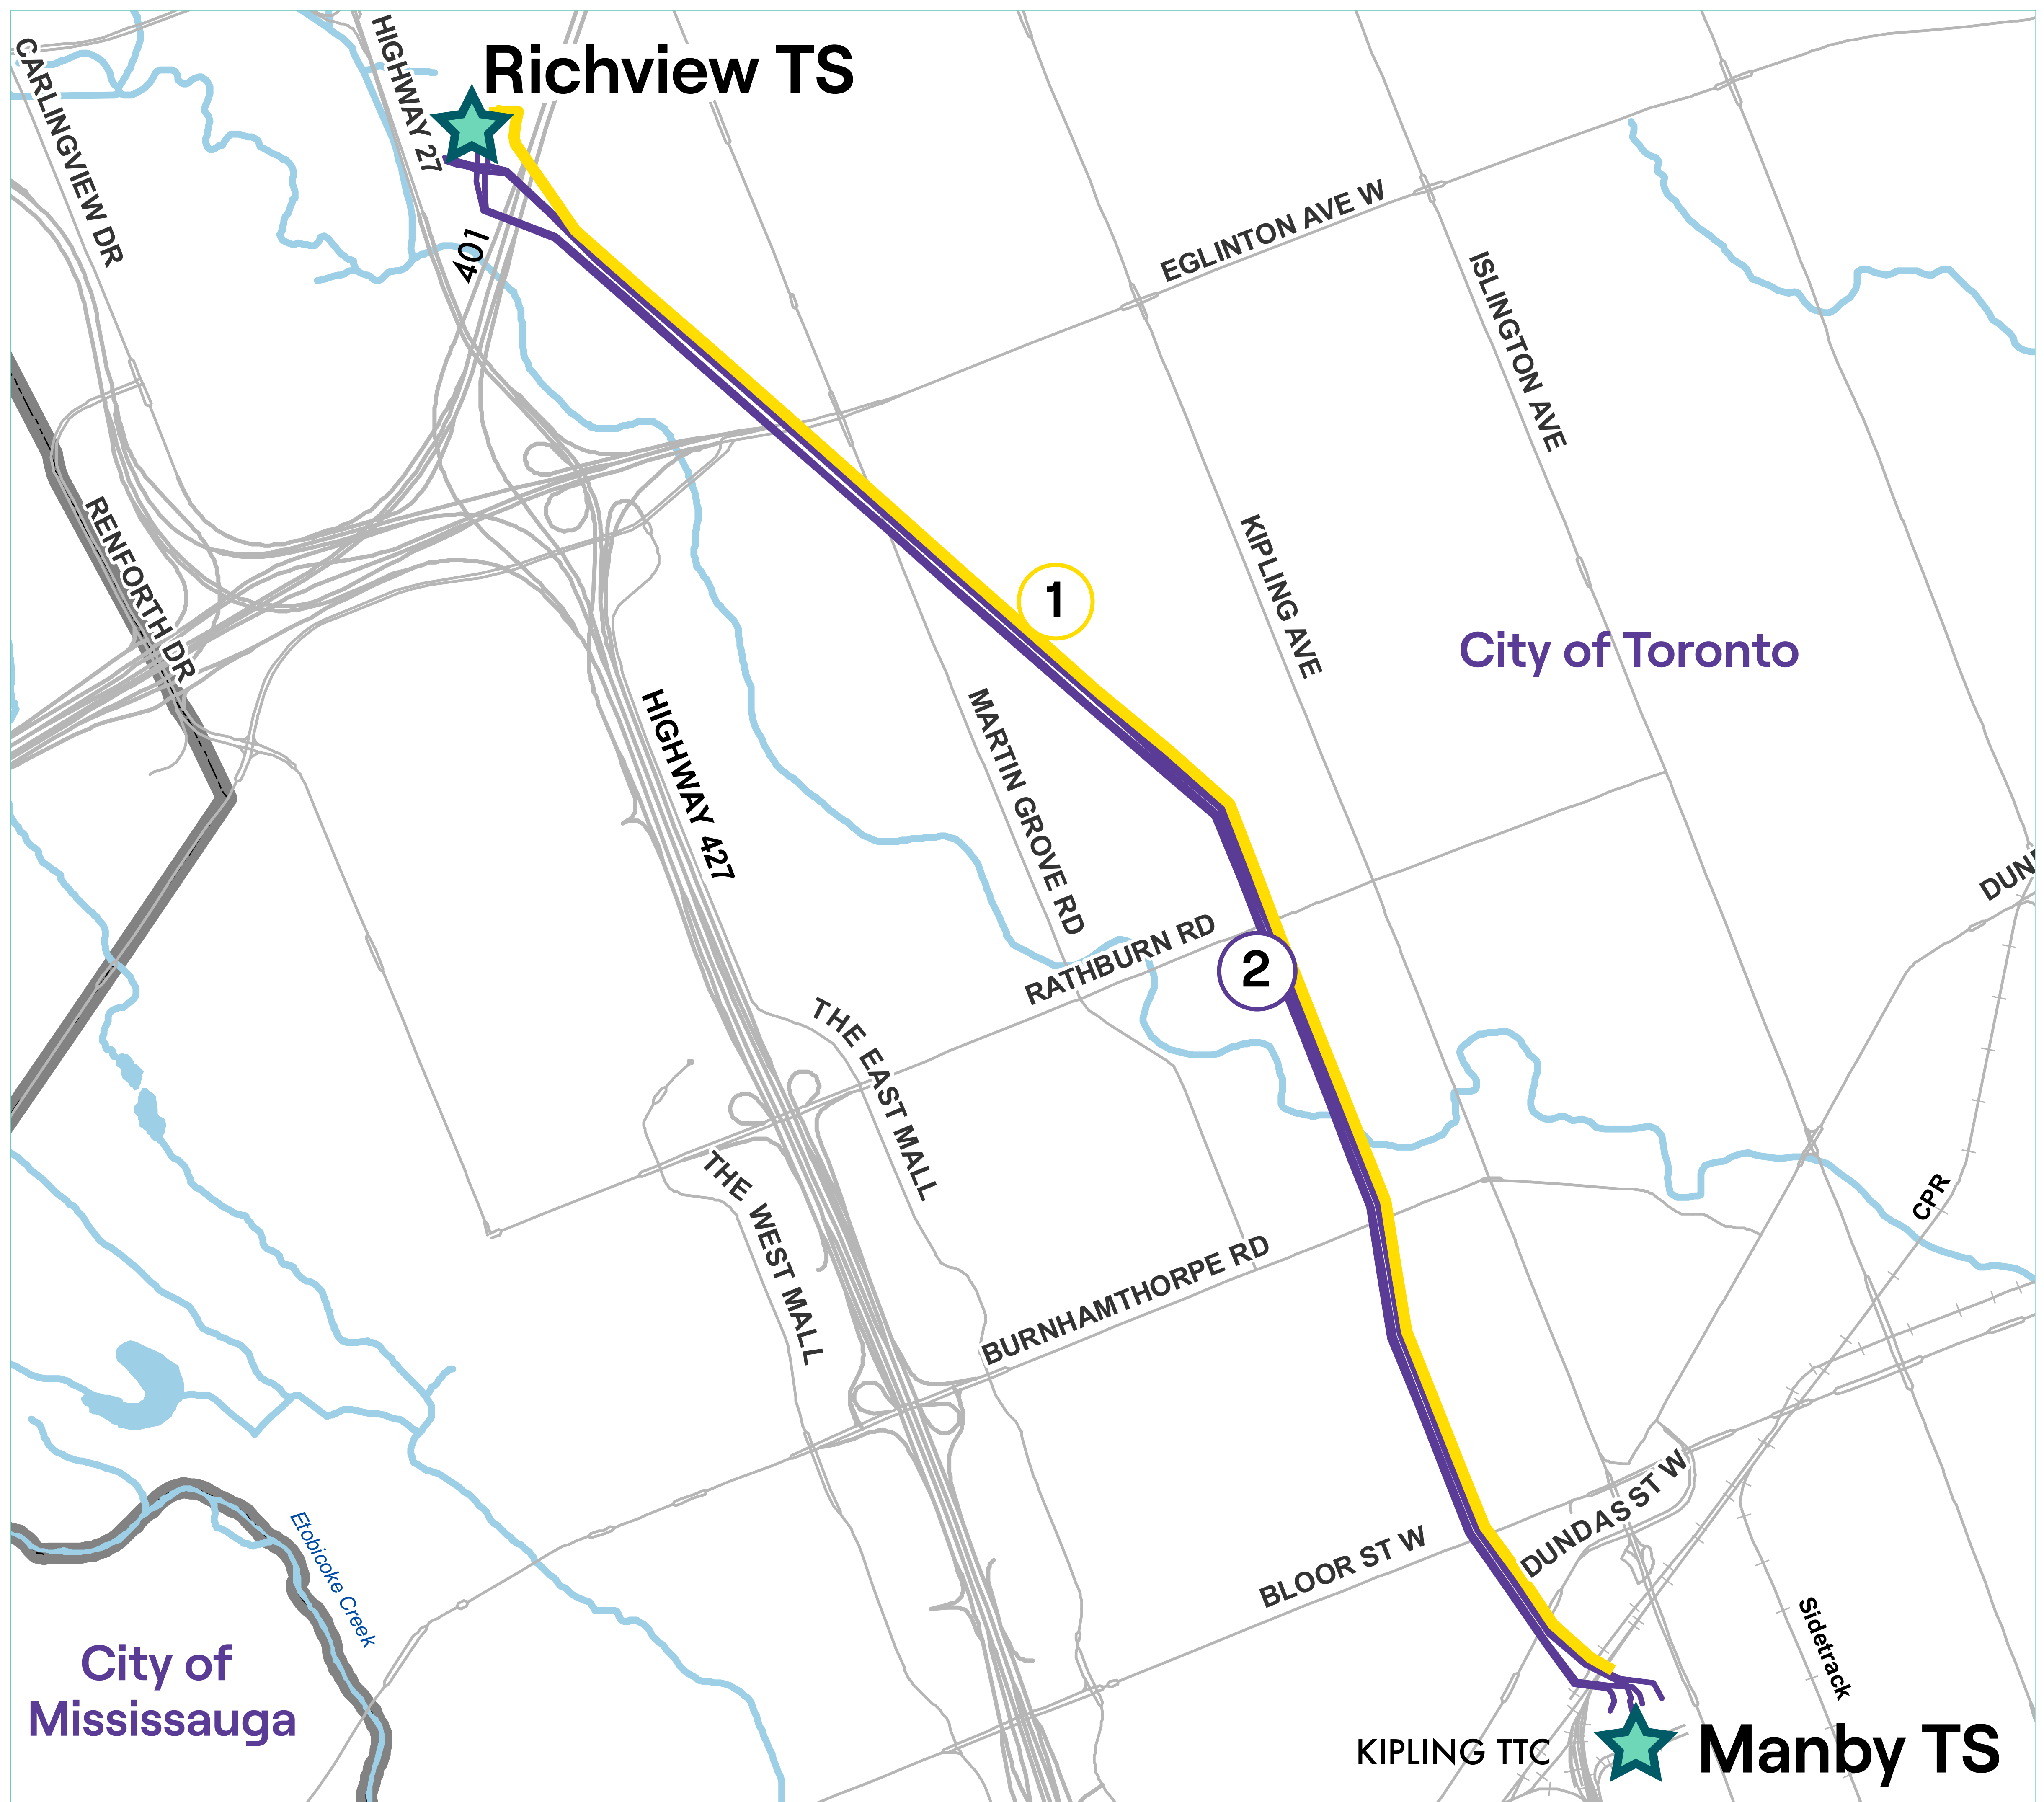 Richview TS
HIGHWAY 27
CARLINGVIEW DR
401
EGLINTON AVE W
ISLINGTON AVE
RENFORTH DR
KIPLING AVE
1
City of Toronto
HIGHWAY 427
MARTIN GROVE RD
RATHBURN RD
2
THE EAST MALL
THE WEST MALL
CPR
BURNHAMTHORPE RD
DUNDAS ST W
BLOOR ST W
Etobicoke Creek
Sidetrack
City of
Mississauga
KIPLING TTC
Manby TS